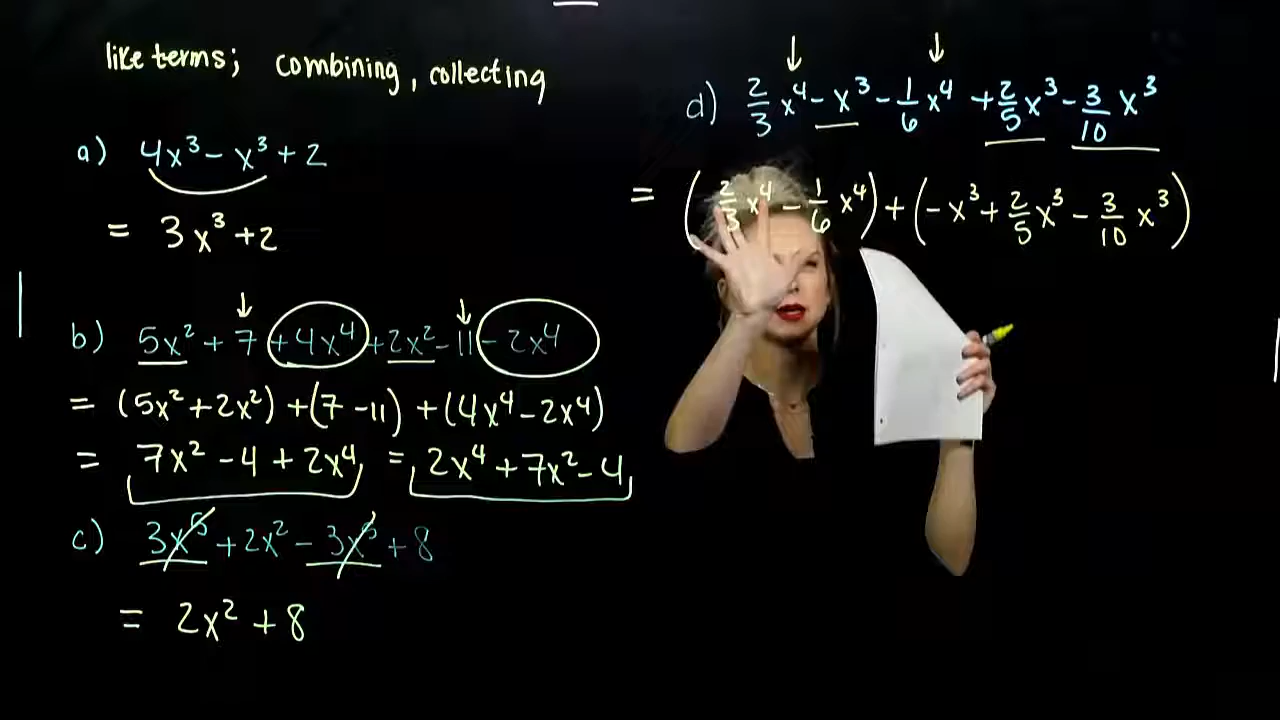 like terms; combining, collecting
a) 4x³ - x³ + 2
= 3x³ + 2
b) 5x² + 7 + 4x⁴ + 2x² - 11 - 2x⁴
= (5x² + 2x²) + (7 - 11) + (4x⁴ - 2x⁴)
= 7x² - 4 + 2x⁴ = 2x⁴ + 7x² - 4
c) 3x⁵ + 2x² - 3x⁵ + 8
= 2x² + 8
d) 2/3 x⁴ - x³ - 1/6 x⁴ + 2/5 x³ - 3/10 x³
= (2/3 x⁴ - 1/6 x⁴) + (-x³ + 2/5 x³ - 3/10 x³)